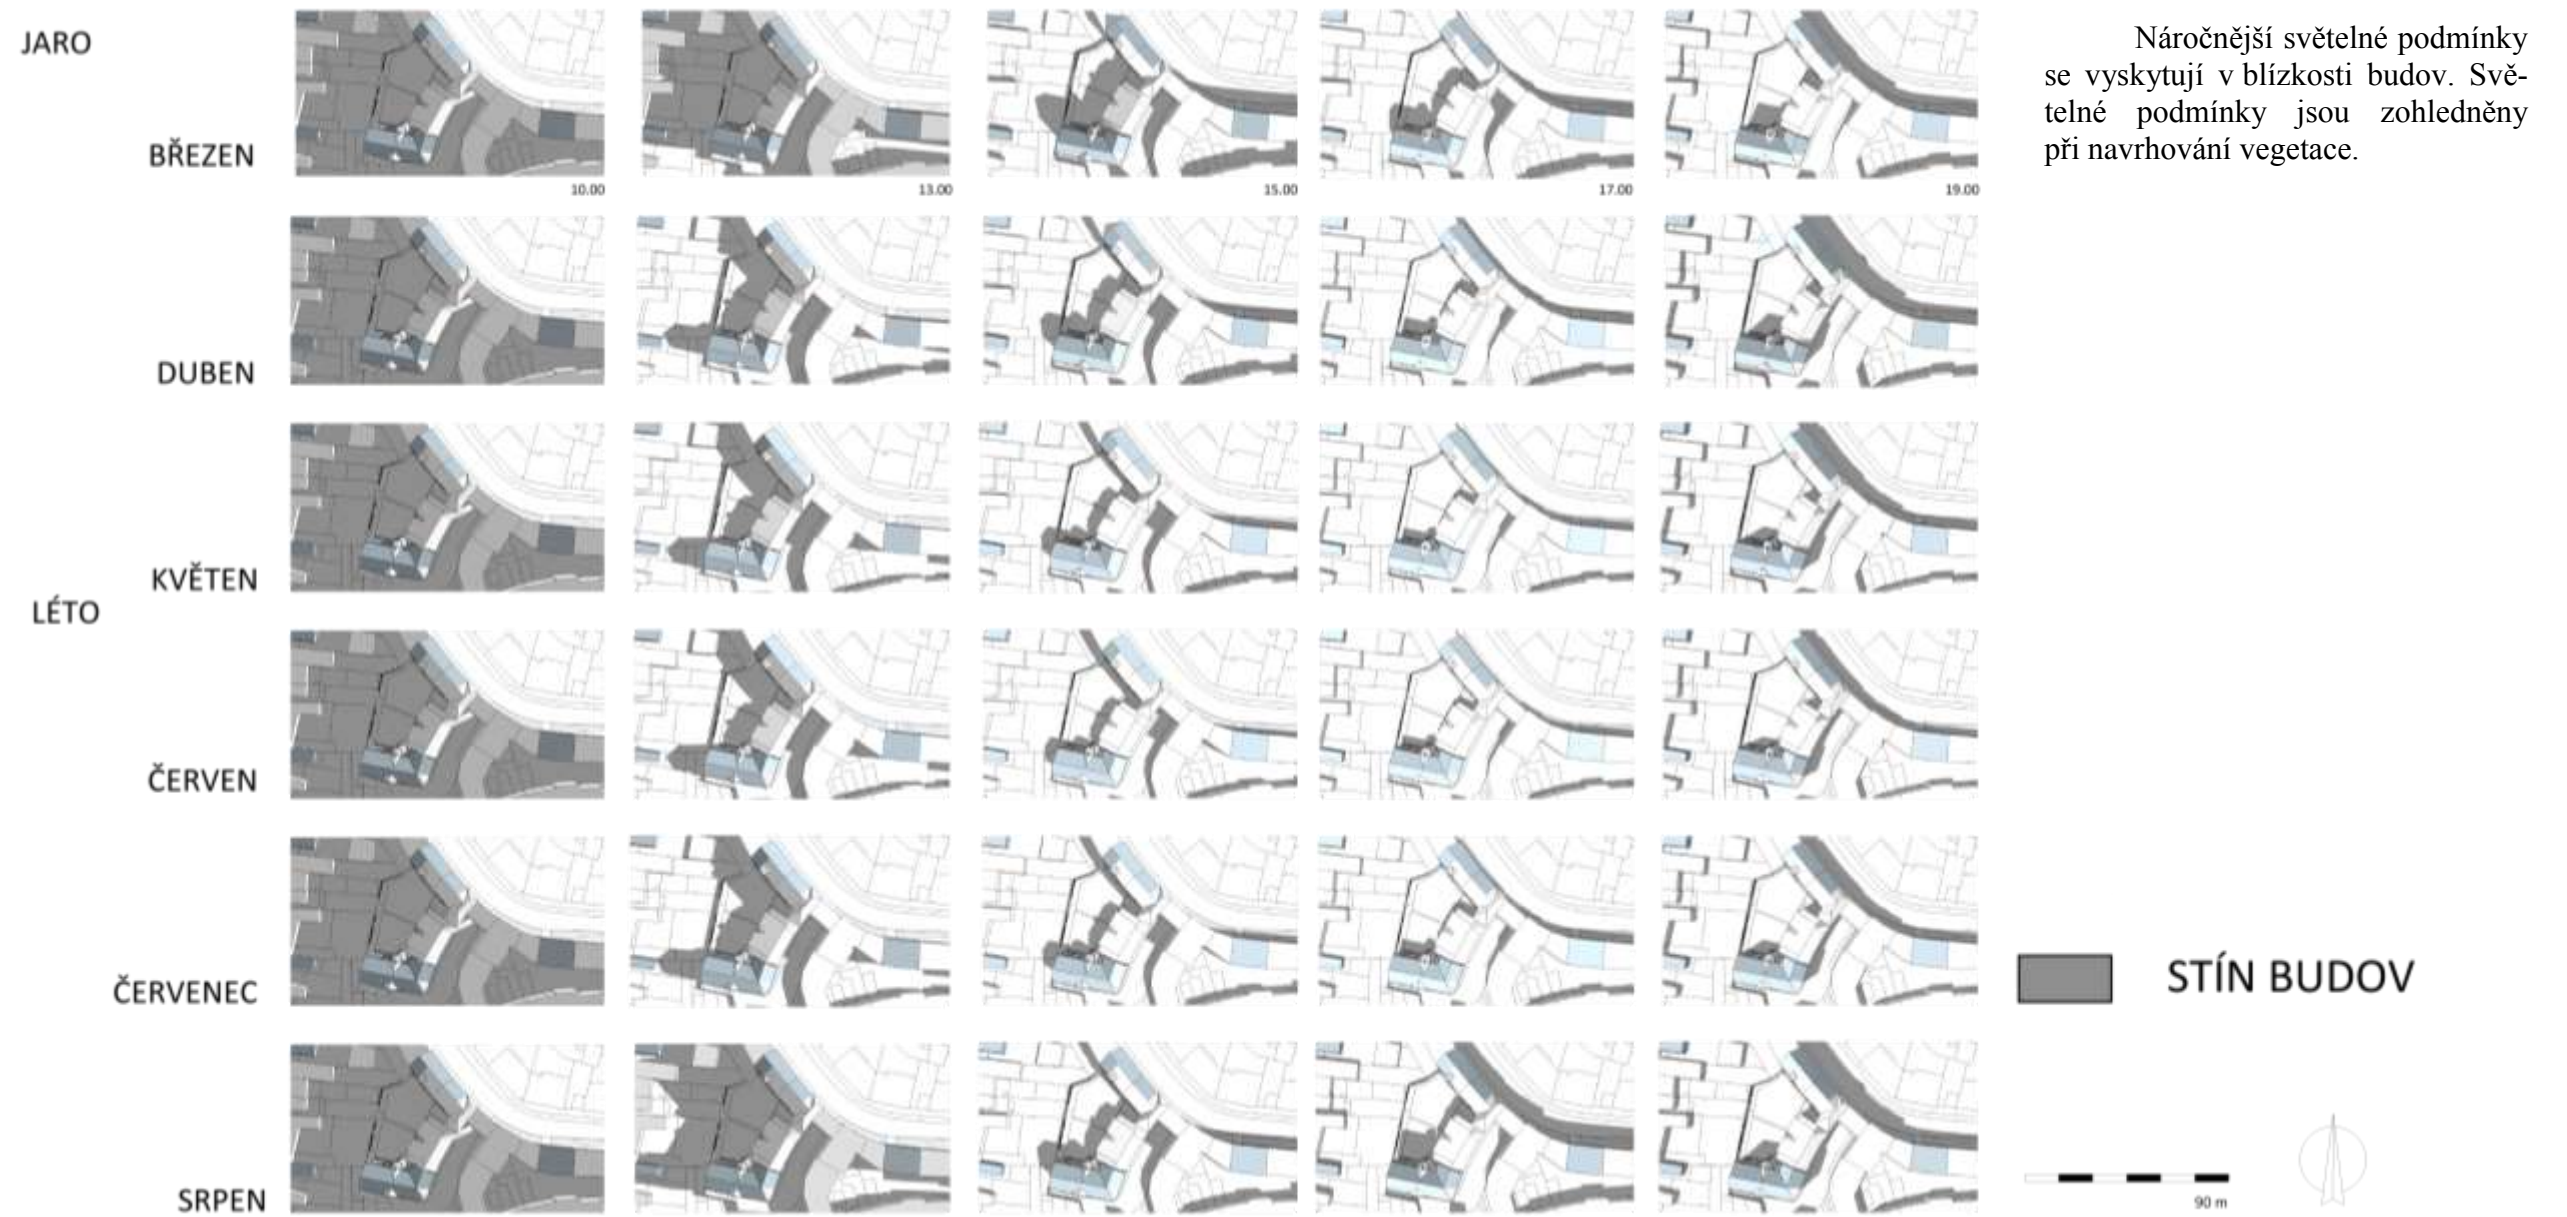 JARO
BŘEZEN
10.00
13.00
15.00
17.00
19.00
DUBEN
KVĚTEN
LÉTO
ČERVEN
ČERVENEC
SRPEN
Náročnější světelné podmínky
se vyskytují v blízkosti budov. Svě-
telné podmínky jsou zohledněny
při navrhování vegetace.
STÍN BUDOV
90 m